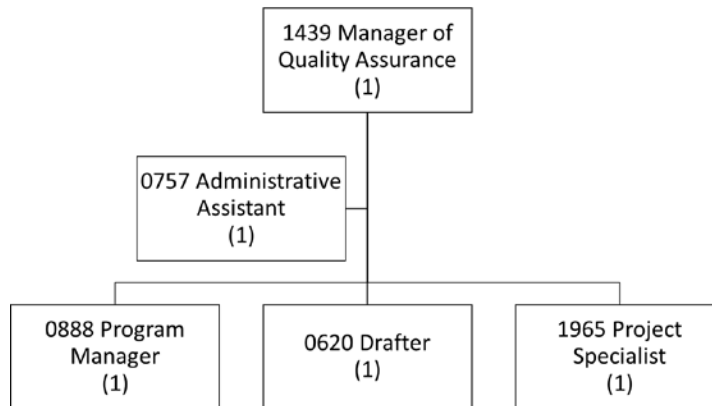 1439 Manager of
Quality Assurance
(1)
0757 Administrative
Assistant
(1)
0888 Program
Manager
(1)
0620 Drafter
(1)
1965 Project
Specialist
(1)